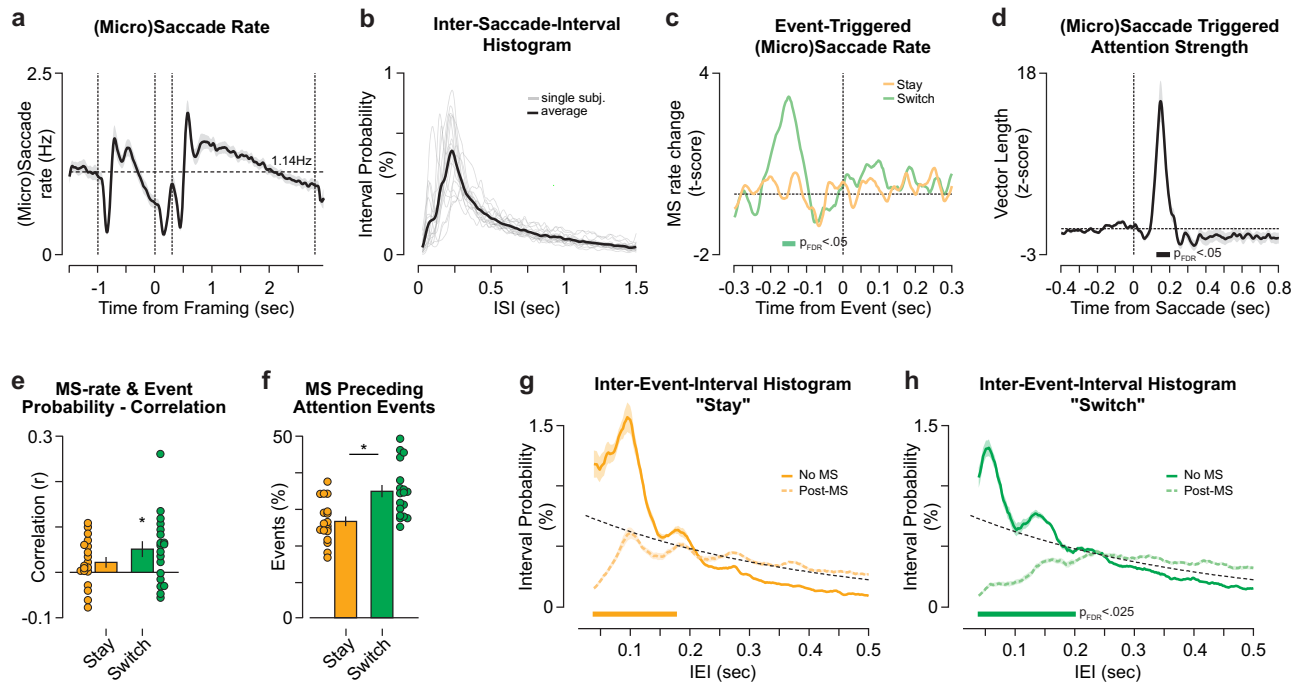 a
(Micro)Saccade Rate
2.5
0
(Micro)Saccade
rate (Hz)
1.14Hz
-1 0 1 2
Time from Framing (sec)
b
Inter-Saccade-Interval
Histogram
1
0
Interval Probability
(%)
single subj.
average
0 0.5 1 1.5
ISI (sec)
c
Event-Triggered
(Micro)Saccade Rate
4
-2
MS rate change
(t-score)
Stay
Switch
pFDR<.05
-0.3 -0.2 -0.1 0 0.1 0.2 0.3
Time from Event (sec)
d
(Micro)Saccade Triggered
Attention Strength
18
-3
Vector Length
(z-score)
pFDR<.05
-0.4 -0.2 0 0.2 0.4 0.6 0.8
Time from Saccade (sec)
e
MS-rate & Event
Probability - Correlation
0.3
-0.1
Correlation (r)
*
Stay
Switch
f
MS Preceding
Attention Events
50
0
Events (%)
*
Stay
Switch
g
Inter-Event-Interval Histogram
"Stay"
1.5
0
Interval Probability
(%)
No MS
Post-MS
0.1 0.2 0.3 0.4 0.5
IEI (sec)
h
Inter-Event-Interval Histogram
"Switch"
1.5
0
Interval Probability
(%)
No MS
Post-MS
pFDR<.025
0.1 0.2 0.3 0.4 0.5
IEI (sec)